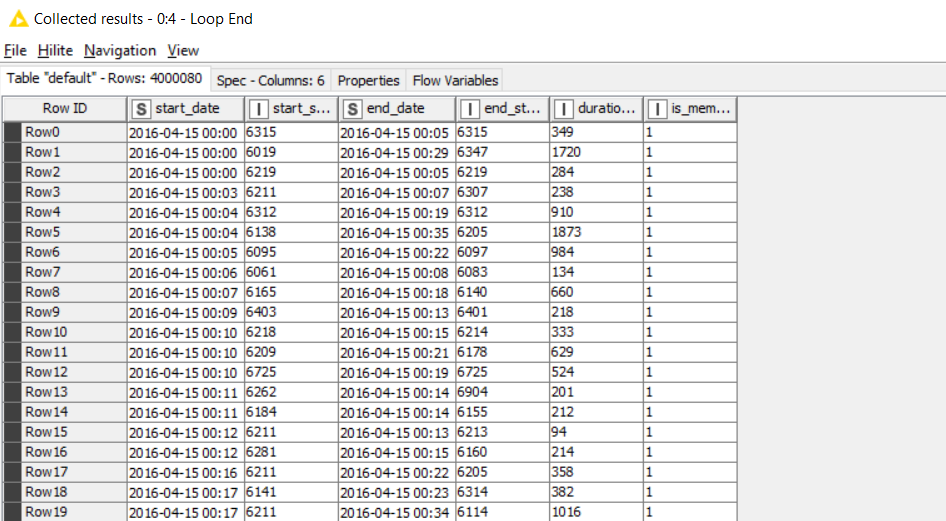 Collected results - 0:4 - Loop End
File Hilite Navigation View
Table "default" - Rows: 4000080 Spec - Columns: 6 Properties Flow Variables
Row ID S start_date I start_s... S end_date I end_st... I duratio... I is_mem...
Row0 2016-04-15 00:00 6315 2016-04-15 00:05 6315 349 1
Row1 2016-04-15 00:00 6019 2016-04-15 00:29 6347 1720 1
Row2 2016-04-15 00:00 6219 2016-04-15 00:05 6219 284 1
Row3 2016-04-15 00:03 6211 2016-04-15 00:07 6307 238 1
Row4 2016-04-15 00:04 6312 2016-04-15 00:19 6312 910 1
Row5 2016-04-15 00:04 6138 2016-04-15 00:35 6205 1873 1
Row6 2016-04-15 00:05 6095 2016-04-15 00:22 6097 984 1
Row7 2016-04-15 00:06 6061 2016-04-15 00:08 6083 134 1
Row8 2016-04-15 00:07 6165 2016-04-15 00:18 6140 660 1
Row9 2016-04-15 00:09 6403 2016-04-15 00:13 6401 218 1
Row10 2016-04-15 00:10 6218 2016-04-15 00:15 6214 333 1
Row11 2016-04-15 00:10 6209 2016-04-15 00:21 6178 629 1
Row12 2016-04-15 00:10 6725 2016-04-15 00:19 6725 524 1
Row13 2016-04-15 00:11 6262 2016-04-15 00:14 6904 201 1
Row14 2016-04-15 00:11 6184 2016-04-15 00:14 6155 212 1
Row15 2016-04-15 00:12 6211 2016-04-15 00:13 6213 94 1
Row16 2016-04-15 00:12 6281 2016-04-15 00:15 6160 214 1
Row17 2016-04-15 00:16 6211 2016-04-15 00:22 6205 358 1
Row18 2016-04-15 00:17 6141 2016-04-15 00:23 6314 382 1
Row19 2016-04-15 00:17 6211 2016-04-15 00:34 6114 1016 1